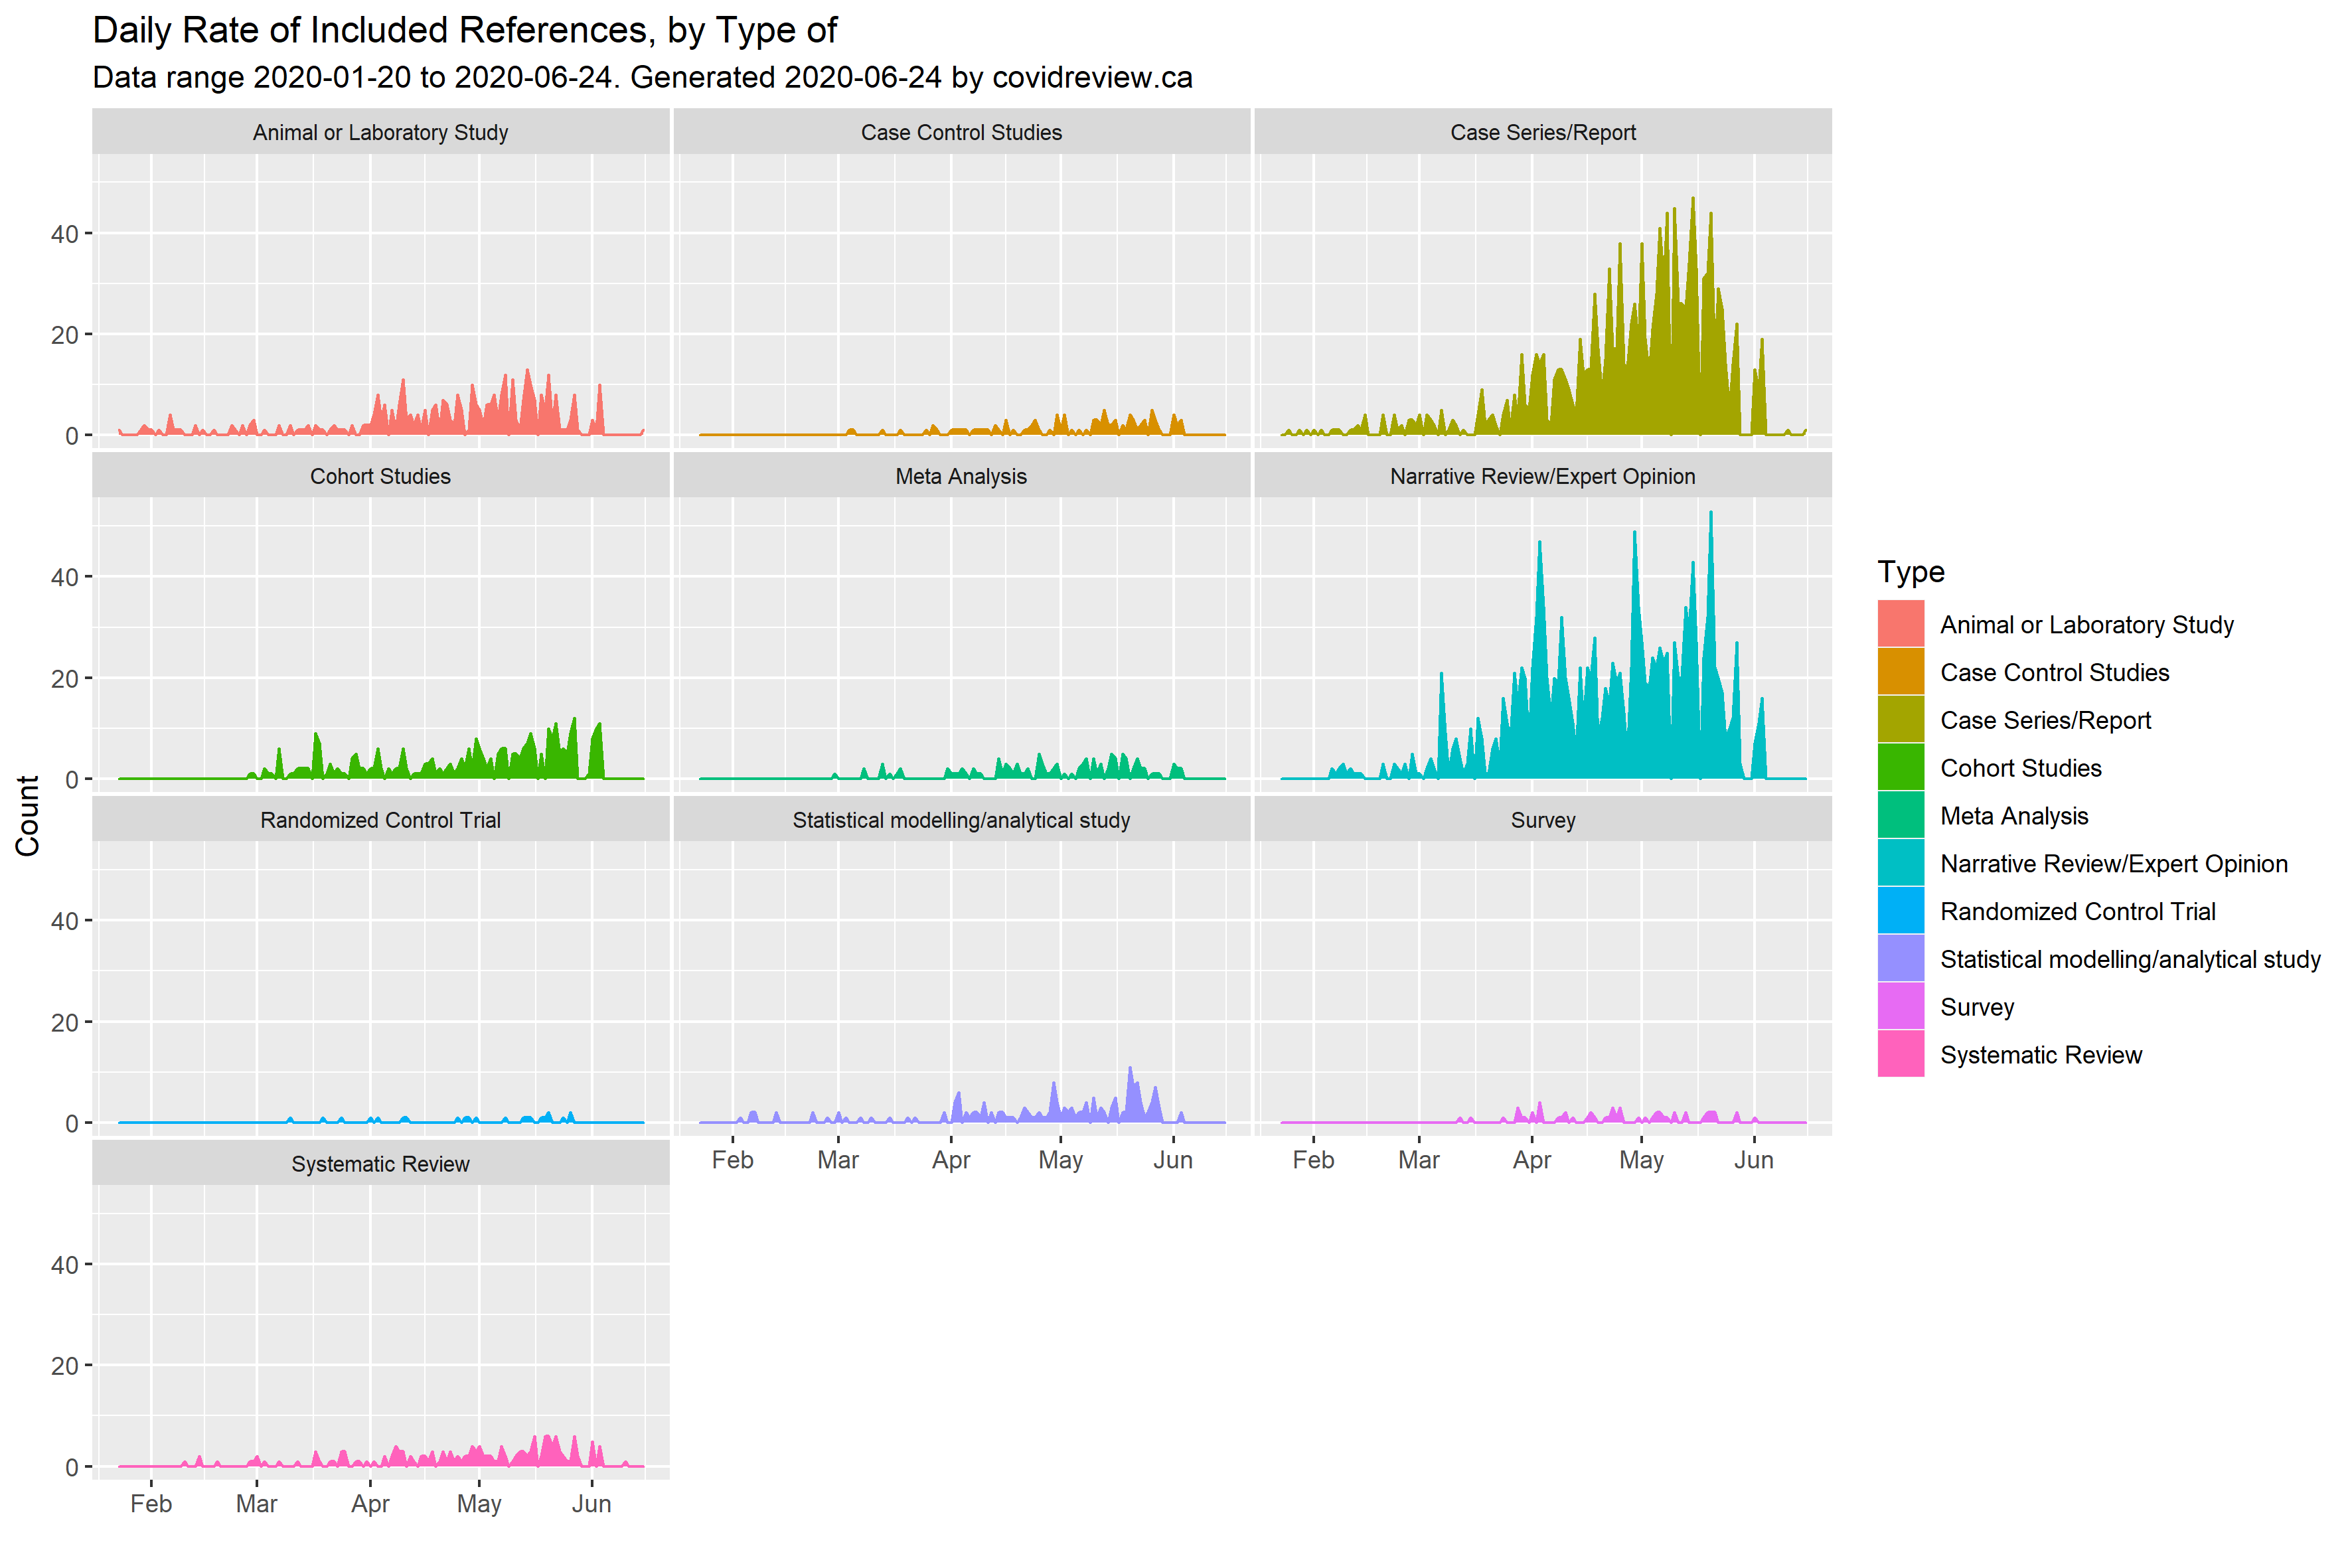 Daily Rate of Included References, by Type of
Data range 2020-01-20 to 2020-06-24. Generated 2020-06-24 by covidreview.ca
Animal or Laboratory Study
Case Control Studies
Case Series/Report
40
20
0
Cohort Studies
Meta Analysis
Narrative Review/Expert Opinion
40
20
0
Count
Randomized Control Trial
Statistical modelling/analytical study
Survey
40
20
0
Feb Mar Apr May Jun
Feb Mar Apr May Jun
Systematic Review
40
20
0
Feb Mar Apr May Jun
Type
Animal or Laboratory Study
Case Control Studies
Case Series/Report
Cohort Studies
Meta Analysis
Narrative Review/Expert Opinion
Randomized Control Trial
Statistical modelling/analytical study
Survey
Systematic Review